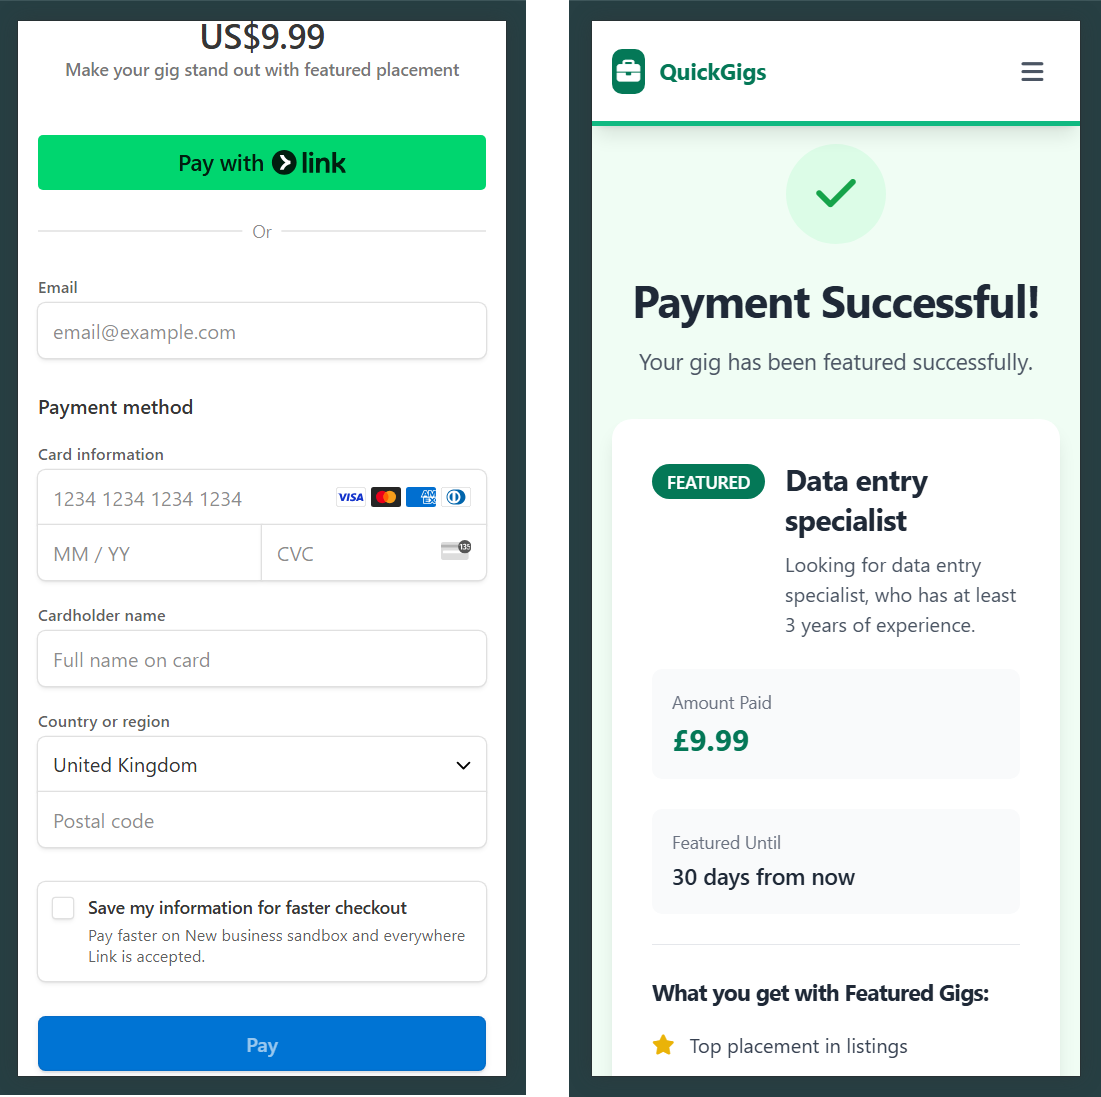 US$9.99
Make your gig stand out with featured placement
Pay with link
Or
Email
email@example.com
Payment method
Card information
1234 1234 1234 1234
VISA
AM
EX
MM / YY
CVC
135
Cardholder name
Full name on card
Country or region
United Kingdom
Postal code
Save my information for faster checkout
Pay faster on New business sandbox and everywhere
Link is accepted.
Pay
QuickGigs
Payment Successful!
Your gig has been featured successfully.
FEATURED
Data entry
specialist
Looking for data entry
specialist, who has at least
3 years of experience.
Amount Paid
£9.99
Featured Until
30 days from now
What you get with Featured Gigs:
Top placement in listings